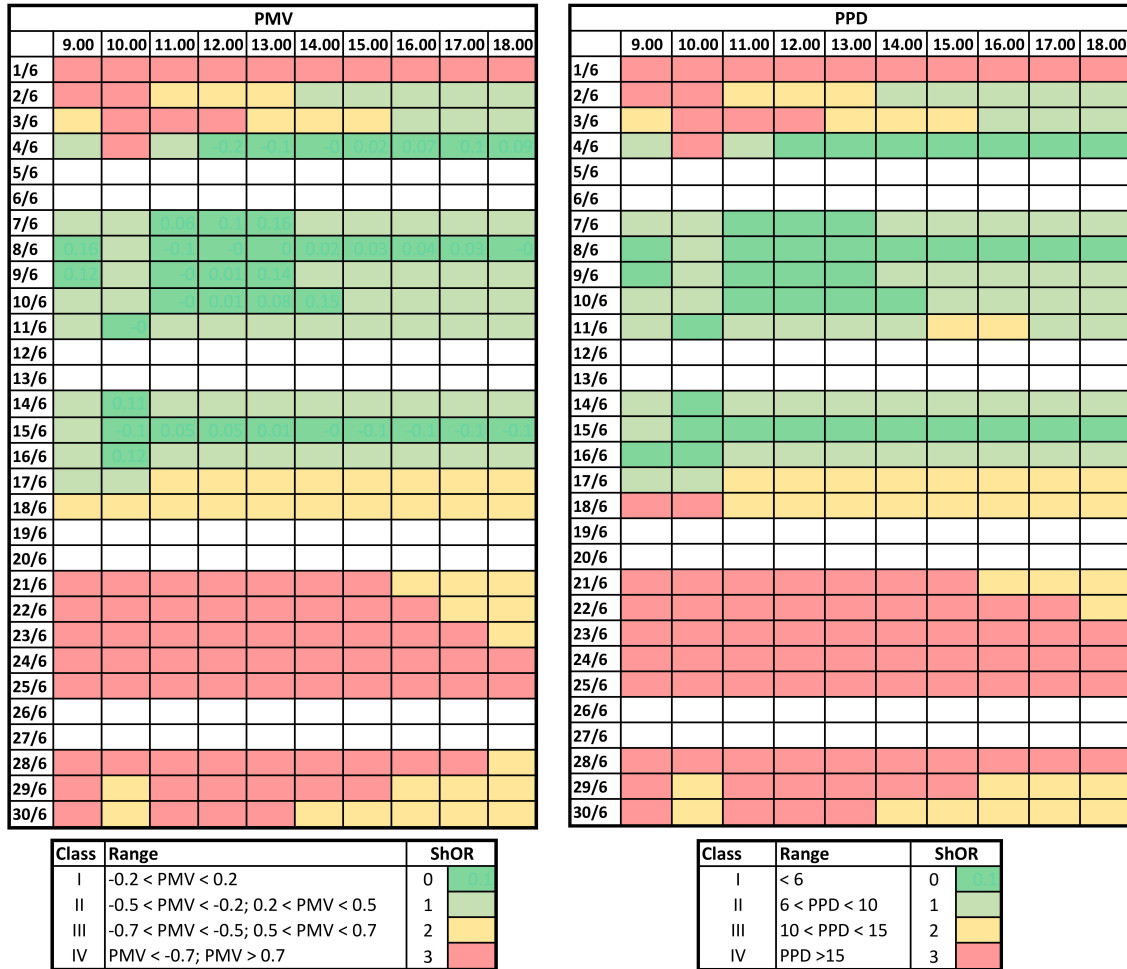 PMV
9.00 10.00 11.00 12.00 13.00 14.00 15.00 16.00 17.00 18.00
1/6
2/6
3/6
4/6 -0.2 -0.1 -0 0.02 0.07 0.1 0.09
5/6
6/6
7/6 0.06 0.1 0.16
8/6 0.16 -0.1 -0 0 0.02 0.03 0.04 0.03 -0
9/6 0.12 -0 0.01 0.14
10/6 -0 0.01 0.08 0.15
11/6 -0
12/6
13/6
14/6 0.11
15/6 -0.1 0.05 0.05 0.01 -0 -0.1 -0.1 -0.1 -0.1
16/6 0.17
17/6
18/6
19/6
20/6
21/6
22/6
23/6
24/6
25/6
26/6
27/6
28/6
29/6
30/6
Class Range ShOR
I -0.2 < PMV < 0.2 0 0.1
II -0.5 < PMV < -0.2; 0.2 < PMV < 0.5 1
III -0.7 < PMV < -0.5; 0.5 < PMV < 0.7 2
IV PMV < -0.7; PMV > 0.7 3
PPD
9.00 10.00 11.00 12.00 13.00 14.00 15.00 16.00 17.00 18.00
1/6
2/6
3/6
4/6
5/6
6/6
7/6
8/6
9/6
10/6
11/6
12/6
13/6
14/6
15/6
16/6
17/6
18/6
19/6
20/6
21/6
22/6
23/6
24/6
25/6
26/6
27/6
28/6
29/6
30/6
Class Range ShOR
I < 6 0 0.1
II 6 < PPD < 10 1
III 10 < PPD < 15 2
IV PPD >15 3